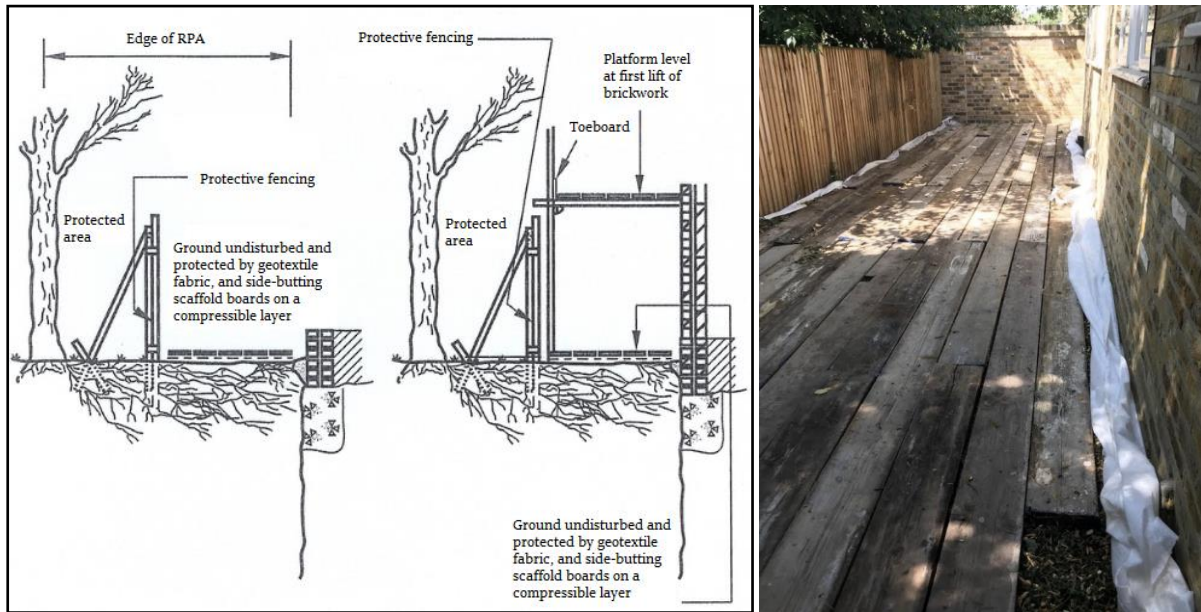 Edge of RPA
Protective fencing
Protected
area
Ground undisturbed and
protected by geotextile
fabric, and side-butting
scaffold boards on a
compressible layer
Protective fencing
Platform level
at first lift of
brickwork
Toeboard
Protected
area
Ground undisturbed and
protected by geotextile
fabric, and side-butting
scaffold boards on a
compressible layer